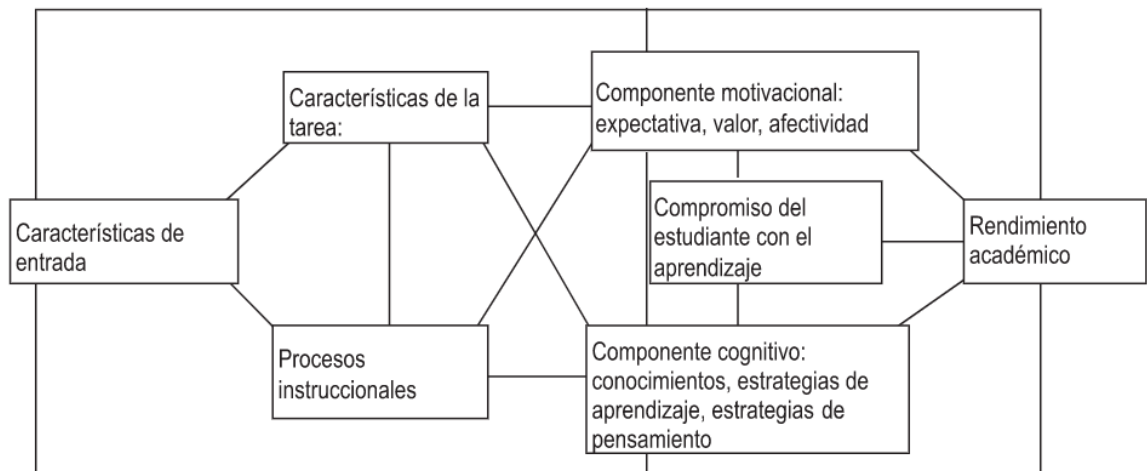 Características de la
tarea:
Componente motivacional:
expectativa, valor, afectividad
Características de
entrada
Compromiso del
estudiante con el
aprendizaje
Rendimiento
académico
Procesos
instruccionales
Componente cognitivo:
conocimientos, estrategias de
aprendizaje, estrategias de
pensamiento